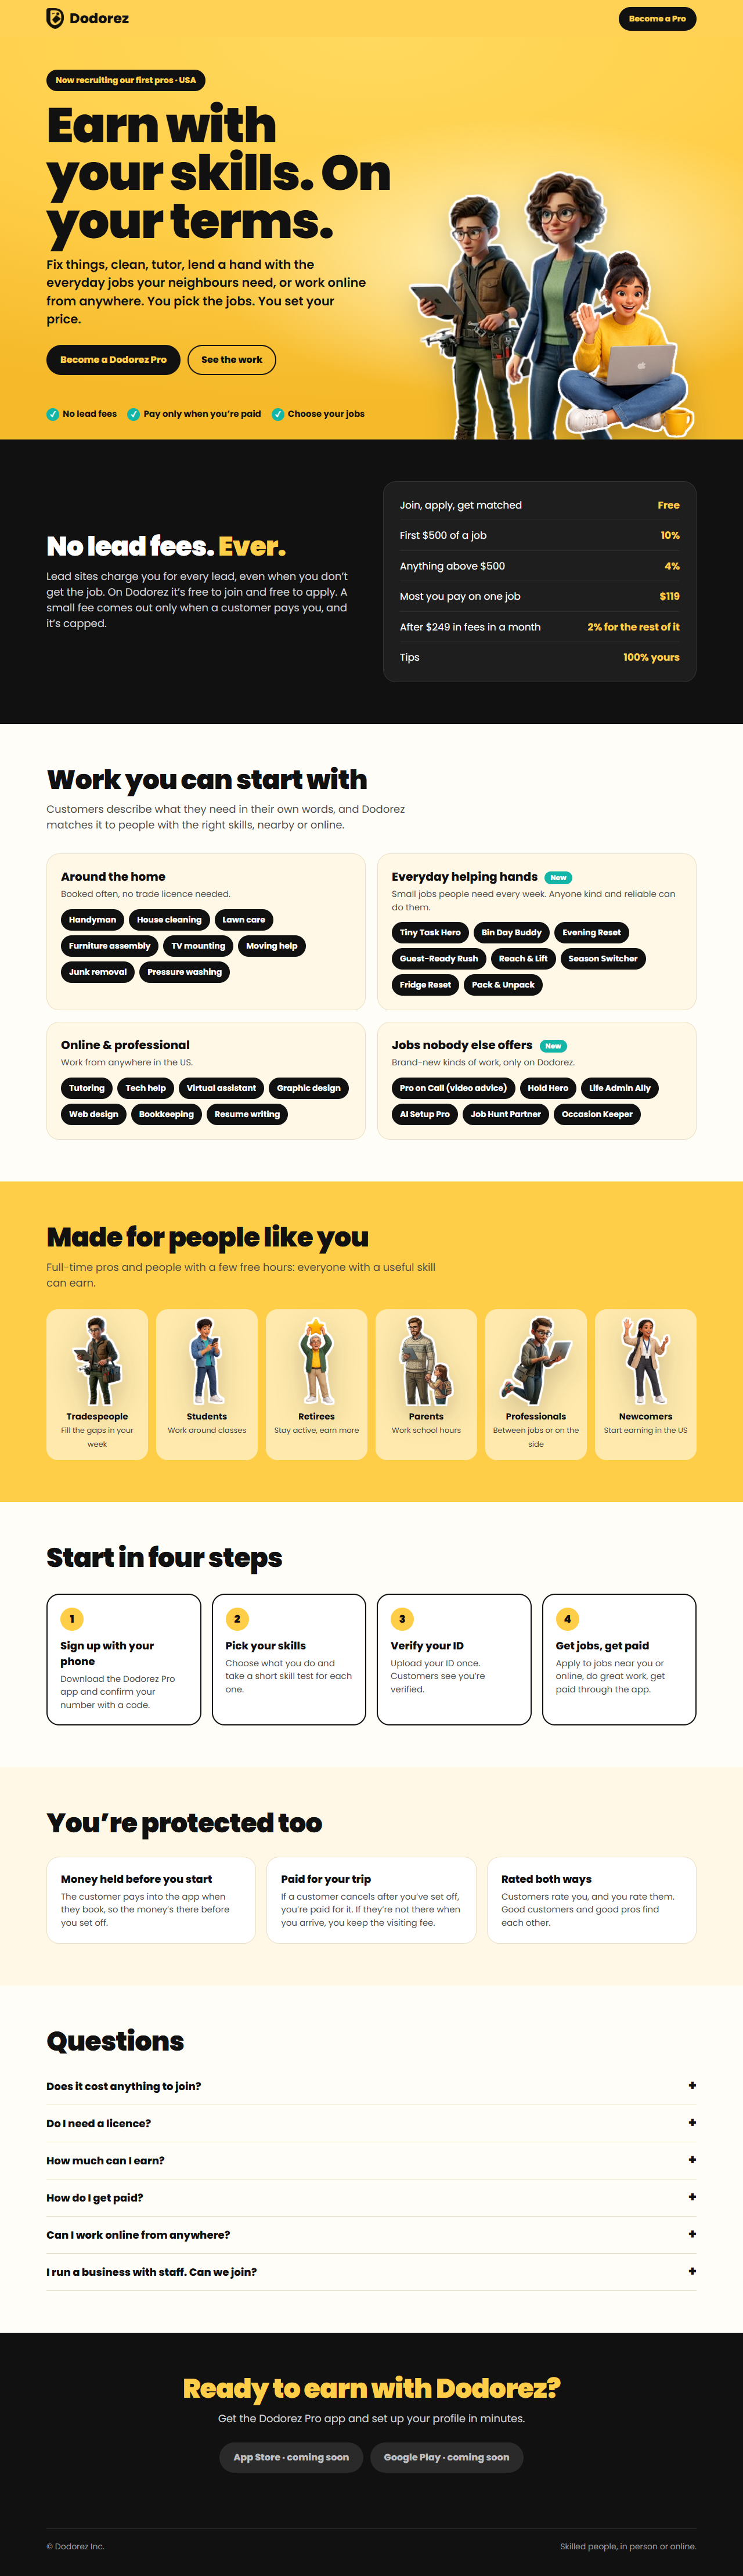 Dodorez
Become a Pro
Now recruiting our first pros · USA
Earn with
your skills. On
your terms.
Fix things, clean, tutor, lend a hand with the
everyday jobs your neighbours need, or work online
from anywhere. You pick the jobs. You set your
price.
Become a Dodorez Pro
See the work
No lead fees
Pay only when you’re paid
Choose your jobs
No lead fees. Ever.
Lead sites charge you for every lead, even when you don’t
get the job. On Dodorez it’s free to join and free to apply. A
small fee comes out only when a customer pays you, and
it’s capped.
Join, apply, get matched Free
First $500 of a job 10%
Anything above $500 4%
Most you pay on one job $119
After $249 in fees in a month 2% for the rest of it
Tips 100% yours
Work you can start with
Customers describe what they need in their own words, and Dodorez
matches it to people with the right skills, nearby or online.
Around the home
Booked often, no trade licence needed.
Handyman House cleaning Lawn care
Furniture assembly TV mounting Moving help
Junk removal Pressure washing
Everyday helping hands New
Small jobs people need every week. Anyone kind and reliable can
do them.
Tiny Task Hero Bin Day Buddy Evening Reset
Guest-Ready Rush Reach & Lift Season Switcher
Fridge Reset Pack & Unpack
Online & professional
Work from anywhere in the US.
Tutoring Tech help Virtual assistant Graphic design
Web design Bookkeeping Resume writing
Jobs nobody else offers New
Brand-new kinds of work, only on Dodorez.
Pro on Call (video advice) Hold Hero Life Admin Ally
AI Setup Pro Job Hunt Partner Occasion Keeper
Made for people like you
Full-time pros and people with a few free hours: everyone with a useful skill
can earn.
Tradespeople
Fill the gaps in your
week
Students
Work around classes
Retirees
Stay active, earn more
Parents
Work school hours
Professionals
Between jobs or on the
side
Newcomers
Start earning in the US
Start in four steps
1
Sign up with your
phone
Download the Dodorez Pro
app and confirm your
number with a code.
2
Pick your skills
Choose what you do and
take a short skill test for each
one.
3
Verify your ID
Upload your ID once.
Customers see you’re
verified.
4
Get jobs, get paid
Apply to jobs near you or
online, do great work, get
paid through the app.
You’re protected too
Money held before you start
The customer pays into the app when
they book, so the money’s there before
you set off.
Paid for your trip
If a customer cancels after you’ve set off,
you’re paid for it. If they’re not there when
you arrive, you keep the visiting fee.
Rated both ways
Customers rate you, and you rate them.
Good customers and good pros find
each other.
Questions
Does it cost anything to join? +
Do I need a licence? +
How much can I earn? +
How do I get paid? +
Can I work online from anywhere? +
I run a business with staff. Can we join? +
Ready to earn with Dodorez?
Get the Dodorez Pro app and set up your profile in minutes.
App Store · coming soon
Google Play · coming soon
© Dodorez Inc.
Skilled people, in person or online.